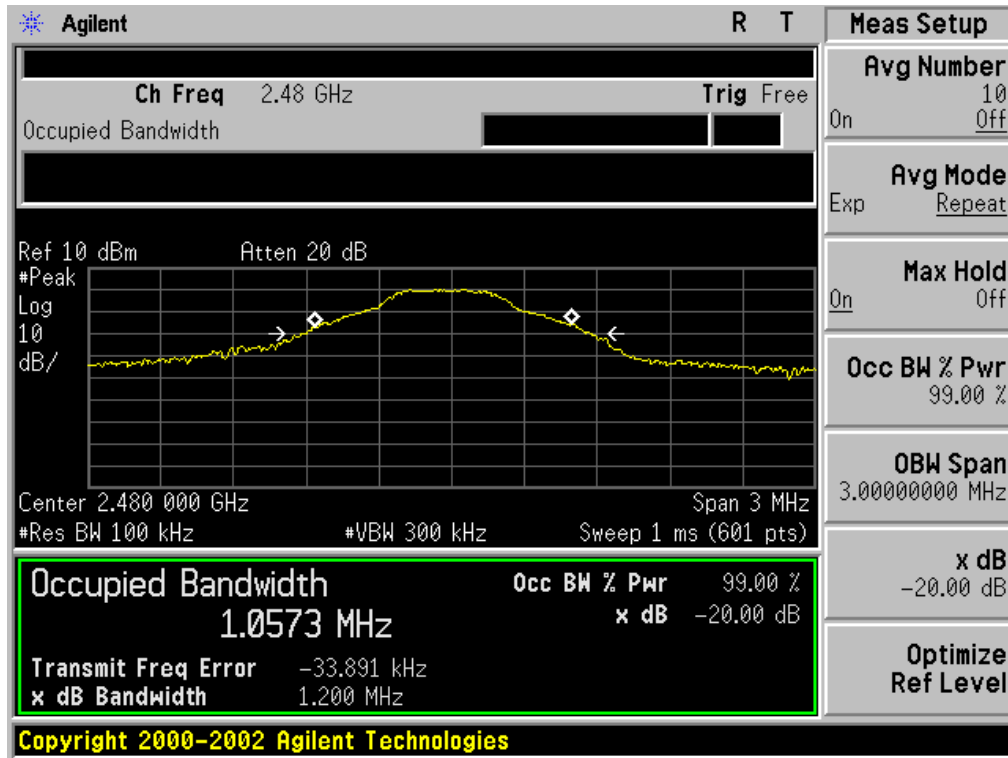 Agilent R T
Ch Freq 2.48 GHz Trig Free
Occupied Bandwidth
Ref 10 dBm Atten 20 dB
#Peak
Log
10
dB/
Center 2.480 000 GHz Span 3 MHz
#Res BW 100 kHz #VBW 300 kHz Sweep 1 ms (601 pts)
Occupied Bandwidth
1.0573 MHz
Occ BW % Pwr 99.00 %
x dB -20.00 dB
Transmit Freq Error -33.891 kHz
x dB Bandwidth 1.200 MHz
Copyright 2000-2002 Agilent Technologies
Meas Setup
Avg Number
10
On Off
Avg Mode
Exp Repeat
Max Hold
On Off
Occ BW % Pwr
99.00 %
OBW Span
3.00000000 MHz
x dB
-20.00 dB
Optimize
Ref Level